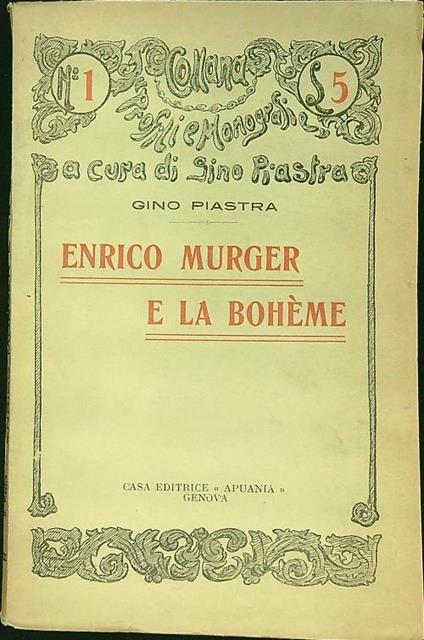 Nº 1
Collana
L 5
Profili e Monografie
a cura di Gino Piastra
GINO PIASTRA
ENRICO MURGER
E LA BOHÈME
CASA EDITRICE « APUANIA »
GENOVA